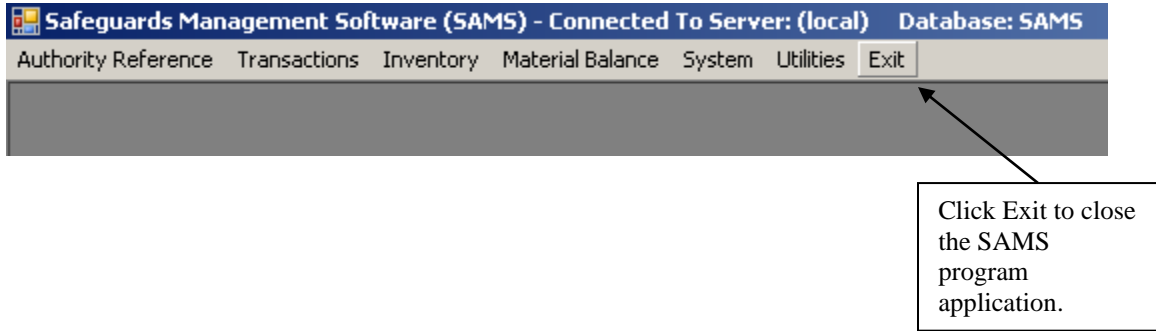 Safeguards Management Software (SAMS) - Connected To Server: (local) Database: SAMS
Authority Reference Transactions Inventory Material Balance System Utilities Exit
Click Exit to close
the SAMS
program
application.